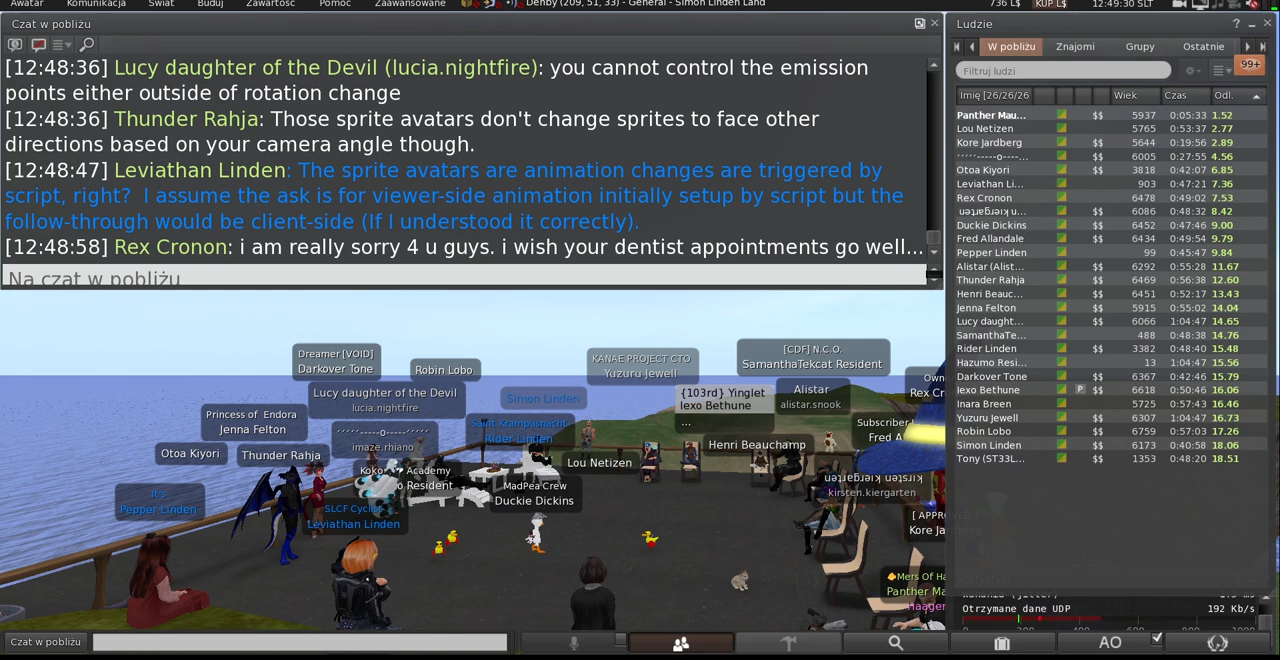 Awatar Komunikacja Świat Buduj Zawartość Pomoc Zaawansowane Denby (209, 51, 33) - General - Simon Linden Land 736 L$ KUP L$ 12:49:30 SLT
Czat w pobliżu
[12:48:36] Lucy daughter of the Devil (lucia.nightfire): you cannot control the emission
points either outside of rotation change
[12:48:36] Thunder Rahja: Those sprite avatars don't change sprites to face other
directions based on your camera angle though.
[12:48:47] Leviathan Linden: The sprite avatars are animation changes are triggered by
script, right? I assume the ask is for viewer-side animation initially setup by script but the
follow-through would be client-side (If I understood it correctly).
[12:48:58] Rex Cronon: i am really sorry 4 u guys. i wish your dentist appointments go well...
Na czat w pobliżu
Dreamer [VOID]
Darkover Tone
Robin Lobo
KANAE PROJECT CTO
Yuzuru Jewell
[CDF] N.C.O.
SamanthaTekcat Resident
Lucy daughter of the Devil
lucia.nightfire
Simon Linden
{103rd} Yinglet
Iexo Bethune
...
Alistar
alistar.snook
Own
Rex Cr
Princess of Endora
Jenna Felton
imaze.rhiano
Saint Krampusnacht
Rider Linden
Subscriber
Fred A
Otoa Kiyori
Thunder Rahja
Henri Beauchamp
Lou Netizen
Academy
o Resident
MadPea Crew
Duckie Dickins
kirsten.kiergarten
It's
Pepper Linden
SLCF Cyclist
Leviathan Linden
[ APPROV
Kore Ja
Mers Of Ha
Panther Ma
Haager
Czat w pobliżu
Ludzie
? _ ×
W pobliżu Znajomi Grupy Ostatnie
Filtruj ludzi
99+
Imię [26/26/26 Wiek Czas Odl.
Panther Mau... $$ 5937 0:05:33 1.52
Lou Netizen 5765 0:53:37 2.77
Kore Jardberg $$ 5644 0:19:56 2.89
´´´´´-----o----... $$ 6005 0:27:55 4.56
Otoa Kiyori $$ 3818 0:42:07 6.85
Leviathan Li... 903 0:47:21 7.36
Rex Cronon 6478 0:49:02 7.53
$$ 6086 0:48:32 8.42
Duckie Dickins $$ 6452 0:47:46 9.00
Fred Allandale $$ 6434 0:49:54 9.79
Pepper Linden 99 0:45:47 9.84
Alistar (Alist... $$ 6292 0:55:28 11.67
Thunder Rahja $$ 6469 0:56:38 12.60
Henri Beauc... $$ 6451 0:52:17 13.43
Jenna Felton $$ 5915 0:55:02 14.04
Lucy daught... $$ 6066 1:04:47 14.65
SamanthaTe... 488 0:48:38 14.76
Rider Linden $$ 3382 0:48:40 15.48
Hazumo Resi... 13 1:04:47 15.56
Darkover Tone $$ 6367 0:42:46 15.79
Iexo Bethune P $$ 6618 0:50:46 16.06
Inara Breen 5725 0:57:43 16.46
Yuzuru Jewell $$ 6307 1:04:47 16.73
Robin Lobo $$ 6759 0:57:03 17.26
Simon Linden $$ 6173 0:40:58 18.06
Tony (ST33L... $$ 1353 0:48:20 18.51
Otrzymane dane UDP 192 Kb/s
AO